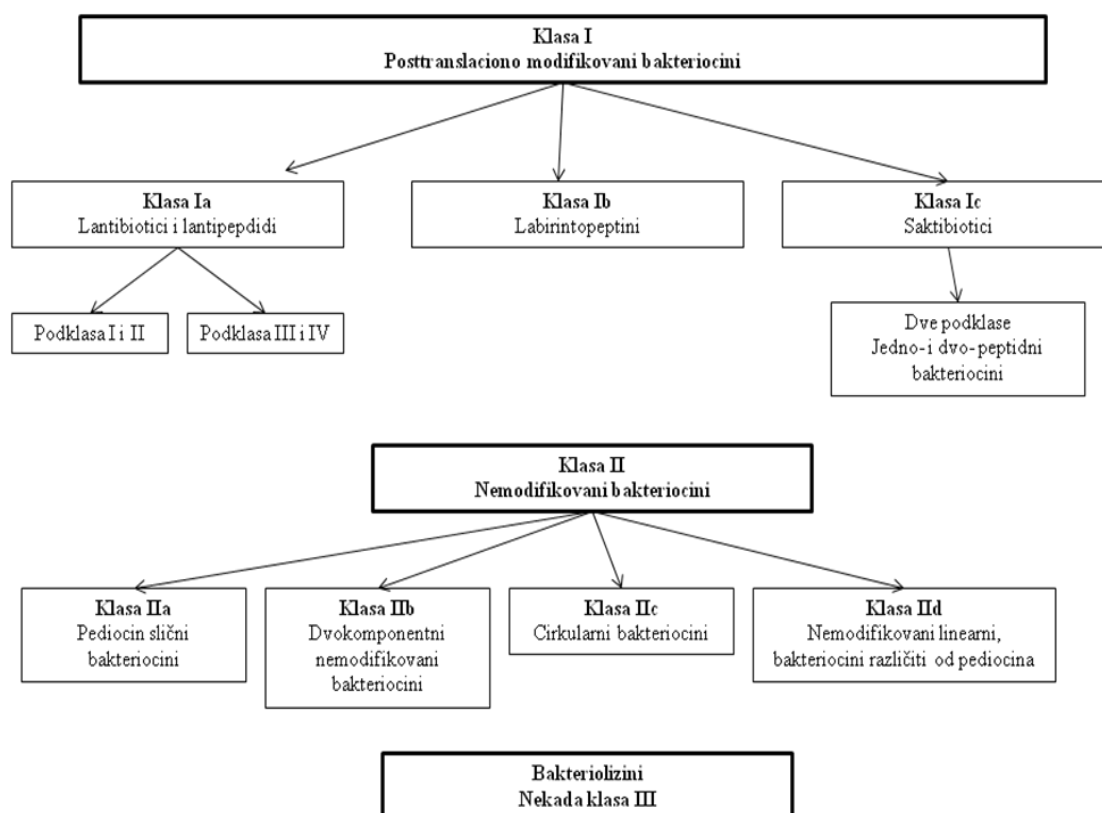 Klasa I
Posttranslaciono modifikovani bakteriocini
Klasa Ia
Lantibiotici i lantipepdidi
Klasa Ib
Labirintopeptini
Klasa Ic
Saktibiotici
Podklasa I i II
Podklasa III i IV
Dve podklase
Jedno-i dvo-peptidni
bakteriocini
Klasa II
Nemodifikovani bakteriocini
Klasa IIa
Pediocin slični
bakteriocini
Klasa IIb
Dvokomponentni
nemodifikovani
bakteriocini
Klasa IIc
Cirkularni bakteriocini
Klasa IId
Nemodifikovani linearni,
bakteriocini različiti od pediocina
Bakteriolizini
Nekada klasa III